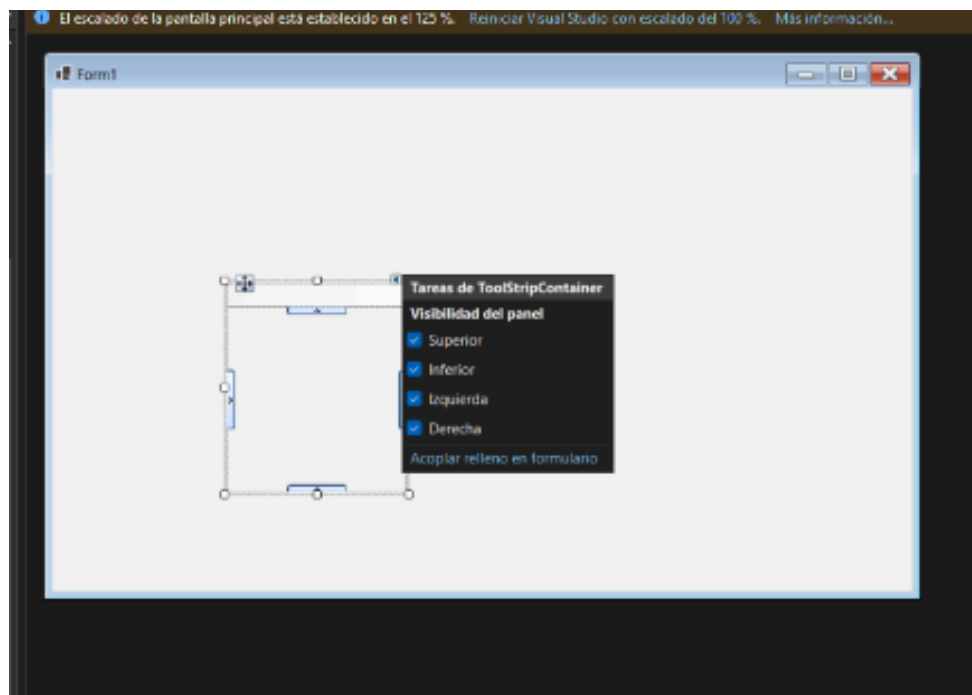 El escalado de la pantalla principal está establecido en el 125 %. Reiniciar Visual Studio con escalado del 100 %. Más información...
Form1
Tareas de ToolStripContainer
Visibilidad del panel
Superior
Inferior
Izquierda
Derecha
Acoplar relleno en formulario